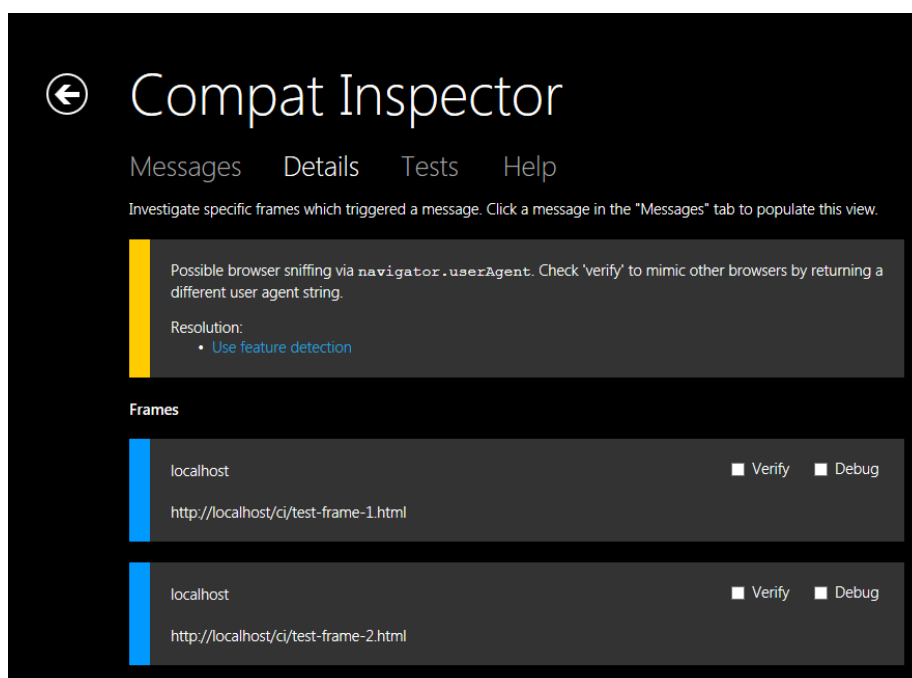 Compat Inspector
Messages Details Tests Help
Investigate specific frames which triggered a message. Click a message in the "Messages" tab to populate this view.
Possible browser sniffing via navigator.userAgent. Check 'verify' to mimic other browsers by returning a
different user agent string.
Resolution:
• Use feature detection
Frames
localhost Verify Debug
http://localhost/ci/test-frame-1.html
localhost Verify Debug
http://localhost/ci/test-frame-2.html